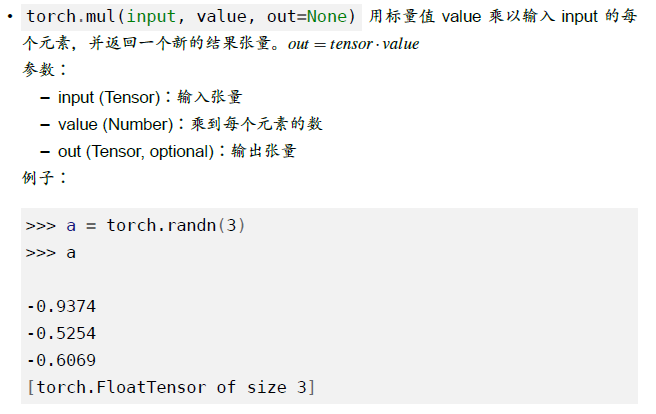 • torch.mul(input, value, out=None) 用标量值 value 乘以输入 input 的每
个元素，并返回一个新的结果张量。out = tensor · value
参数：
– input (Tensor)：输入张量
– value (Number)：乘到每个元素的数
– out (Tensor, optional)：输出张量
例子：
>>> a = torch.randn(3)
>>> a
-0.9374
-0.5254
-0.6069
[torch.FloatTensor of size 3]